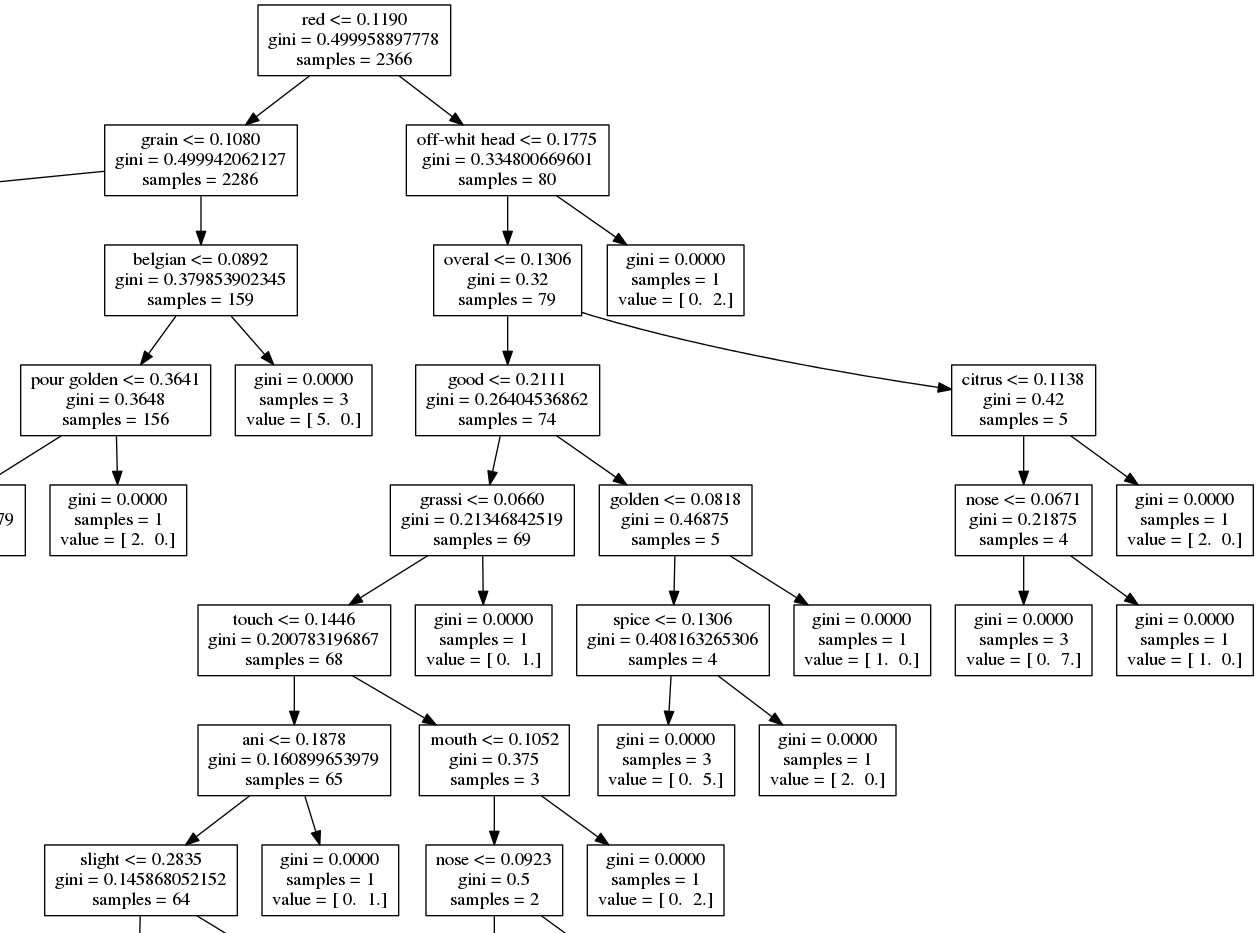 red <= 0.1190
gini = 0.499958897778
samples = 2366
grain <= 0.1080
gini = 0.499942062127
samples = 2286
off-whit head <= 0.1775
gini = 0.334800669601
samples = 80
belgian <= 0.0892
gini = 0.379853902345
samples = 159
overal <= 0.1306
gini = 0.32
samples = 79
gini = 0.0000
samples = 1
value = [ 0. 2.]
pour golden <= 0.3641
gini = 0.3648
samples = 156
gini = 0.0000
samples = 3
value = [ 5. 0.]
good <= 0.2111
gini = 0.26404536862
samples = 74
citrus <= 0.1138
gini = 0.42
samples = 5
79
gini = 0.0000
samples = 1
value = [ 2. 0.]
grassi <= 0.0660
gini = 0.21346842519
samples = 69
golden <= 0.0818
gini = 0.46875
samples = 5
nose <= 0.0671
gini = 0.21875
samples = 4
gini = 0.0000
samples = 1
value = [ 2. 0.]
touch <= 0.1446
gini = 0.200783196867
samples = 68
gini = 0.0000
samples = 1
value = [ 0. 1.]
spice <= 0.1306
gini = 0.408163265306
samples = 4
gini = 0.0000
samples = 1
value = [ 1. 0.]
gini = 0.0000
samples = 3
value = [ 0. 7.]
gini = 0.0000
samples = 1
value = [ 1. 0.]
ani <= 0.1878
gini = 0.160899653979
samples = 65
mouth <= 0.1052
gini = 0.375
samples = 3
gini = 0.0000
samples = 3
value = [ 0. 5.]
gini = 0.0000
samples = 1
value = [ 2. 0.]
slight <= 0.2835
gini = 0.145868052152
samples = 64
gini = 0.0000
samples = 1
value = [ 0. 1.]
nose <= 0.0923
gini = 0.5
samples = 2
gini = 0.0000
samples = 1
value = [ 0. 2.]